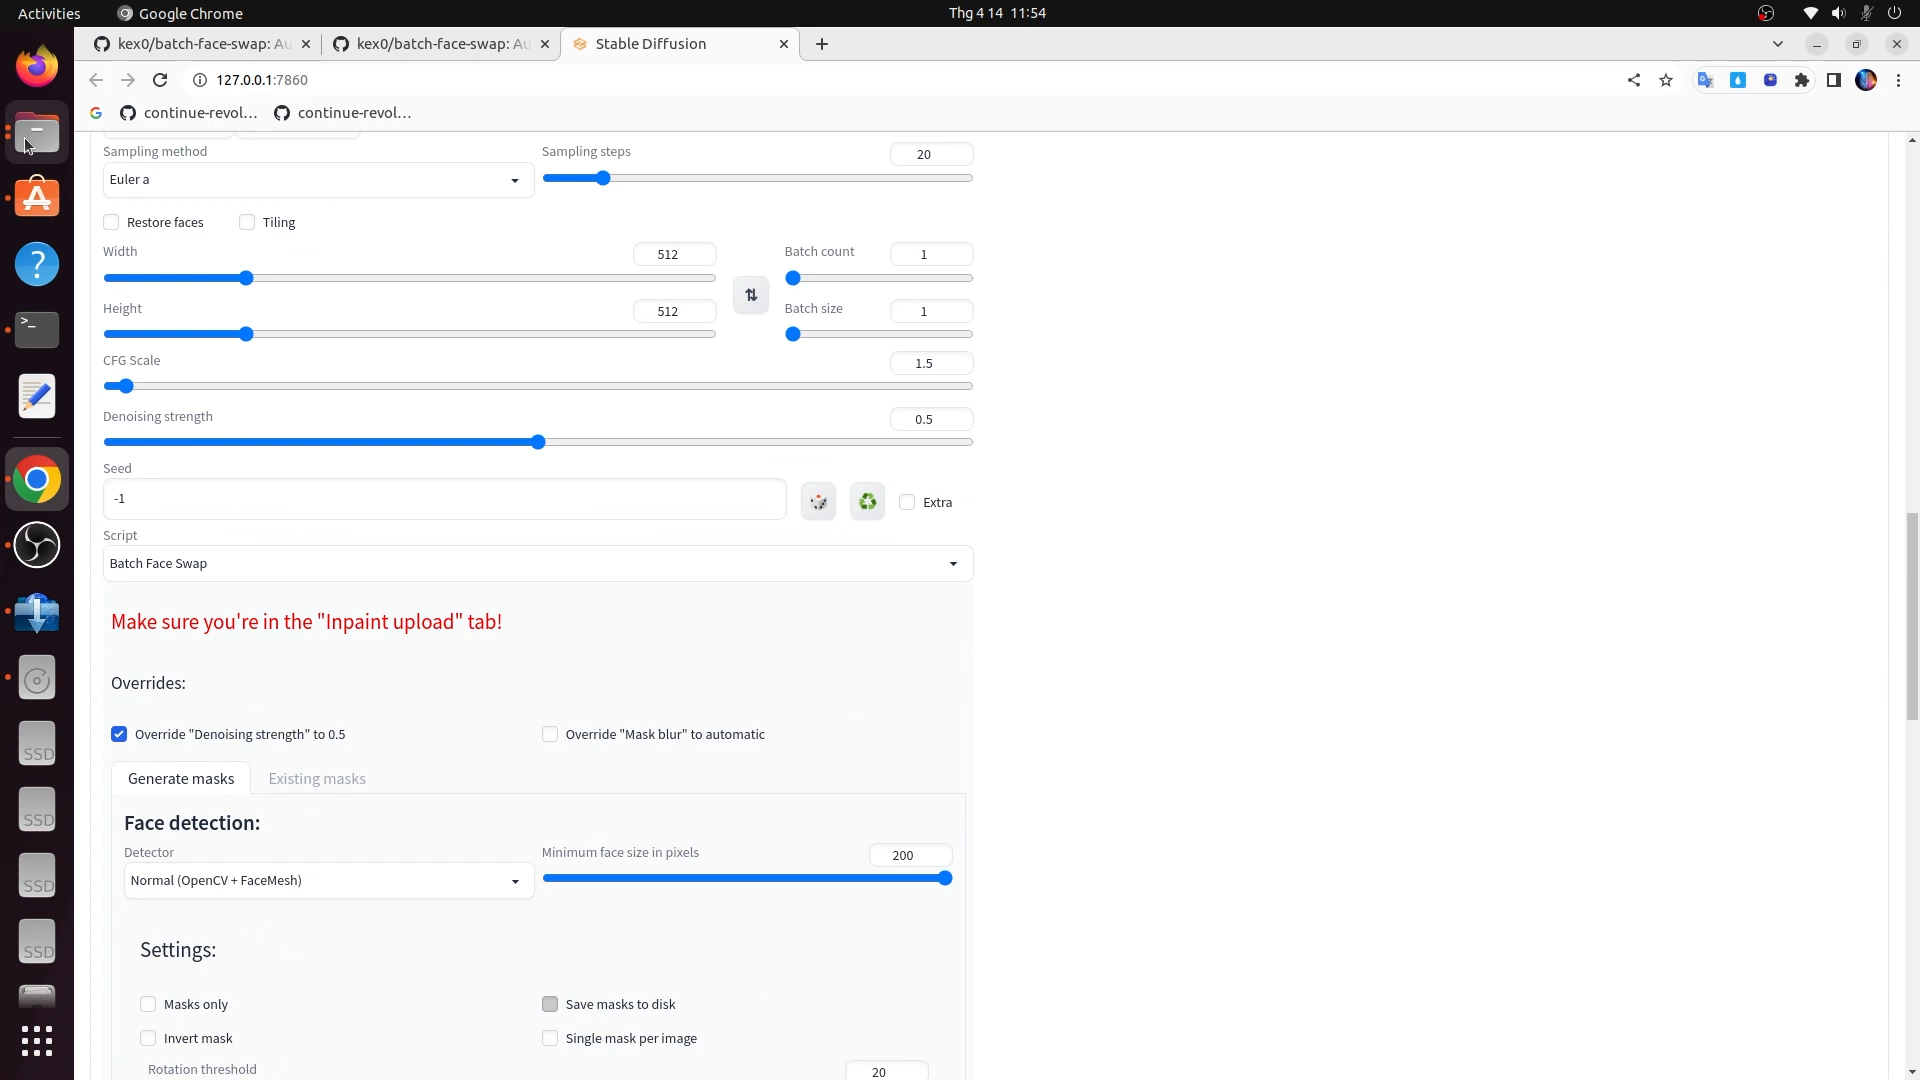 Activities
Google Chrome
Thg 4 14 11:54
kex0/batch-face-swap: Au
kex0/batch-face-swap: Au
Stable Diffusion
127.0.0.1:7860
continue-revol...
continue-revol...
Sampling method
Sampling steps
20
Euler a
Restore faces
Tiling
Width
512
Batch count
1
Height
512
Batch size
1
CFG Scale
1.5
Denoising strength
0.5
Seed
-1
Extra
Script
Batch Face Swap
Make sure you're in the "Inpaint upload" tab!
Overrides:
Override "Denoising strength" to 0.5
Override "Mask blur" to automatic
Generate masks
Existing masks
Face detection:
Detector
Minimum face size in pixels
200
Normal (OpenCV + FaceMesh)
Settings:
Masks only
Save masks to disk
Invert mask
Single mask per image
Rotation threshold
20
SSD
SSD
SSD
SSD